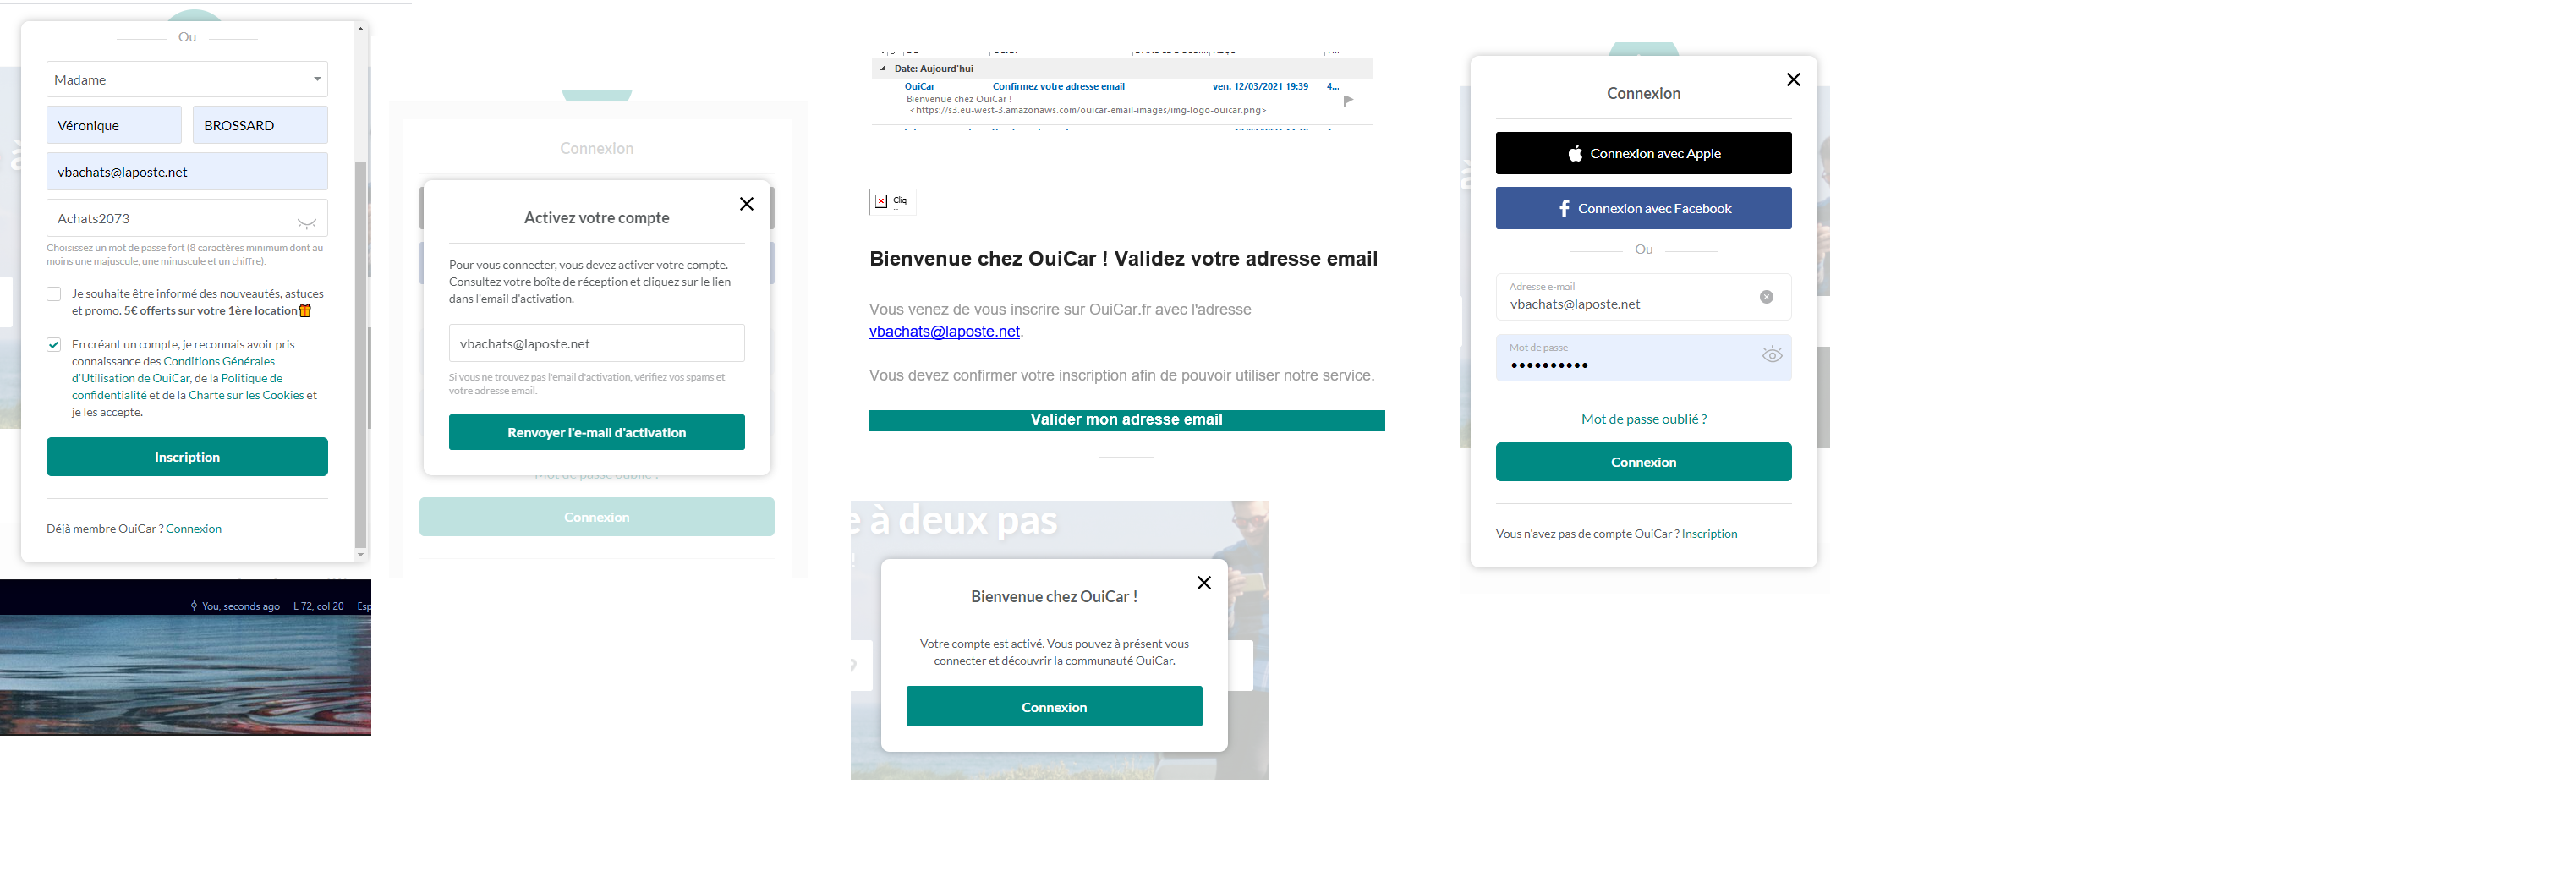 Ou
Madame
Véronique
BROSSARD
vbachats@laposte.net
Achats2073
Choisissez un mot de passe fort (8 caractères minimum dont au
moins une majuscule, une minuscule et un chiffre).
Je souhaite être informé des nouveautés, astuces
et promo. 5€ offerts sur votre 1ère location
En créant un compte, je reconnais avoir pris
connaissance des Conditions Générales
d'Utilisation de OuiCar, de la Politique de
confidentialité et de la Charte sur les Cookies et
je les accepte.
Inscription
Déjà membre OuiCar ? Connexion
You, seconds ago L 72, col 20 Esp
Connexion
Activez votre compte
Pour vous connecter, vous devez activer votre compte.
Consultez votre boîte de réception et cliquez sur le lien
dans l'email d'activation.
vbachats@laposte.net
Si vous ne trouvez pas l'email d'activation, vérifiez vos spams et
votre adresse email.
Renvoyer l'e-mail d'activation
Mot de passe oublié ?
Connexion
Date: Aujourd'hui
OuiCar Confirmez votre adresse email ven. 12/03/2021 19:39 4...
Bienvenue chez OuiCar !
<https://s3.eu-west-3.amazonaws.com/ouicar-email-images/img-logo-ouicar.png>
Cliq
Bienvenue chez OuiCar ! Validez votre adresse email
Vous venez de vous inscrire sur OuiCar.fr avec l'adresse
vbachats@laposte.net.
Vous devez confirmer votre inscription afin de pouvoir utiliser notre service.
Valider mon adresse email
e à deux pas
Bienvenue chez OuiCar !
Votre compte est activé. Vous pouvez à présent vous
connecter et découvrir la communauté OuiCar.
Connexion
Connexion
Connexion avec Apple
Connexion avec Facebook
Ou
Adresse e-mail
vbachats@laposte.net
Mot de passe
••••••••••
Mot de passe oublié ?
Connexion
Vous n'avez pas de compte OuiCar ? Inscription